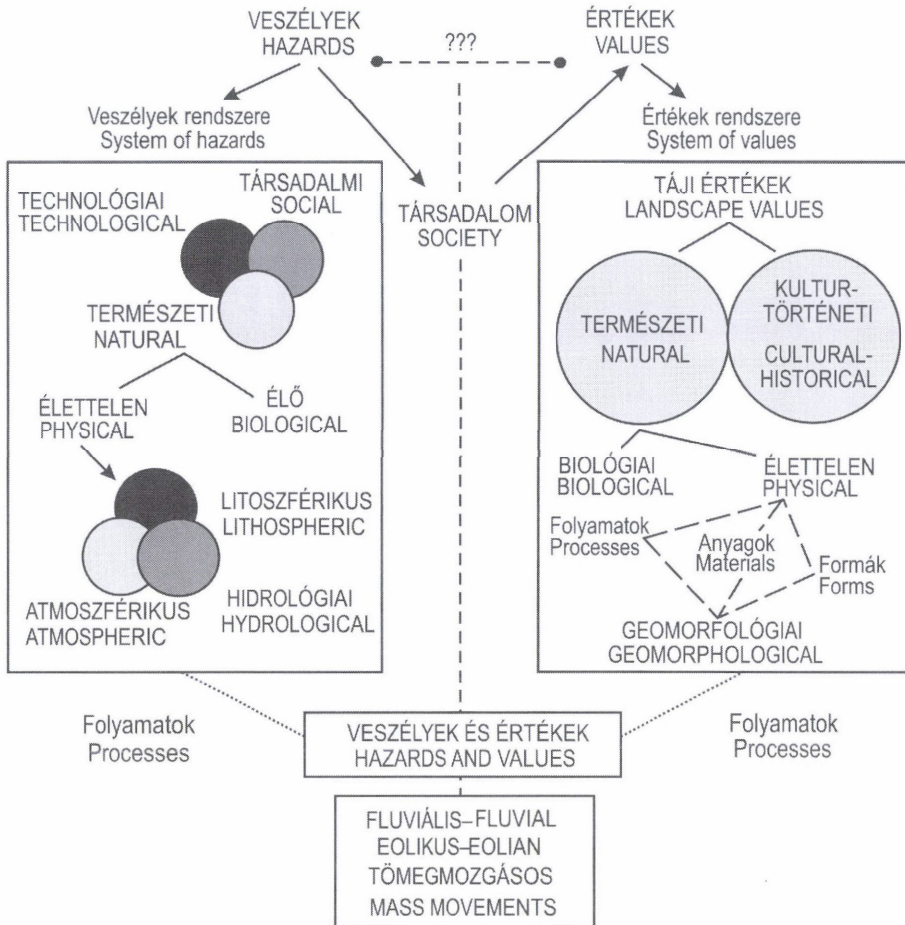 VESZÉLYEK
HAZARDS
???
ÉRTÉKEK
VALUES
Veszélyek rendszere
System of hazards
Értékek rendszere
System of values
TECHNOLÓGIAI
TECHNOLOGICAL
TÁRSADALMI
SOCIAL
TERMÉSZETI
NATURAL
ÉLETTELEN
PHYSICAL
ÉLŐ
BIOLOGICAL
LITOSZFÉRIKUS
LITHOSPHERIC
ATMOSZFÉRIKUS
ATMOSPHERIC
HIDROLÓGIAI
HYDROLOGICAL
TÁRSADALOM
SOCIETY
TÁJI ÉRTÉKEK
LANDSCAPE VALUES
TERMÉSZETI
NATURAL
KULTUR-
TÖRTÉNETI
CULTURAL-
HISTORICAL
BIOLÓGIAI
BIOLOGICAL
ÉLETTELEN
PHYSICAL
Folyamatok
Processes
Anyagok
Materials
Formák
Forms
GEOMORFOLÓGIAI
GEOMORPHOLOGICAL
Folyamatok
Processes
VESZÉLYEK ÉS ÉRTÉKEK
HAZARDS AND VALUES
Folyamatok
Processes
FLUVIÁLIS–FLUVIAL
EOLIKUS–EOLIAN
TÖMEGMOZGÁSOS
MASS MOVEMENTS